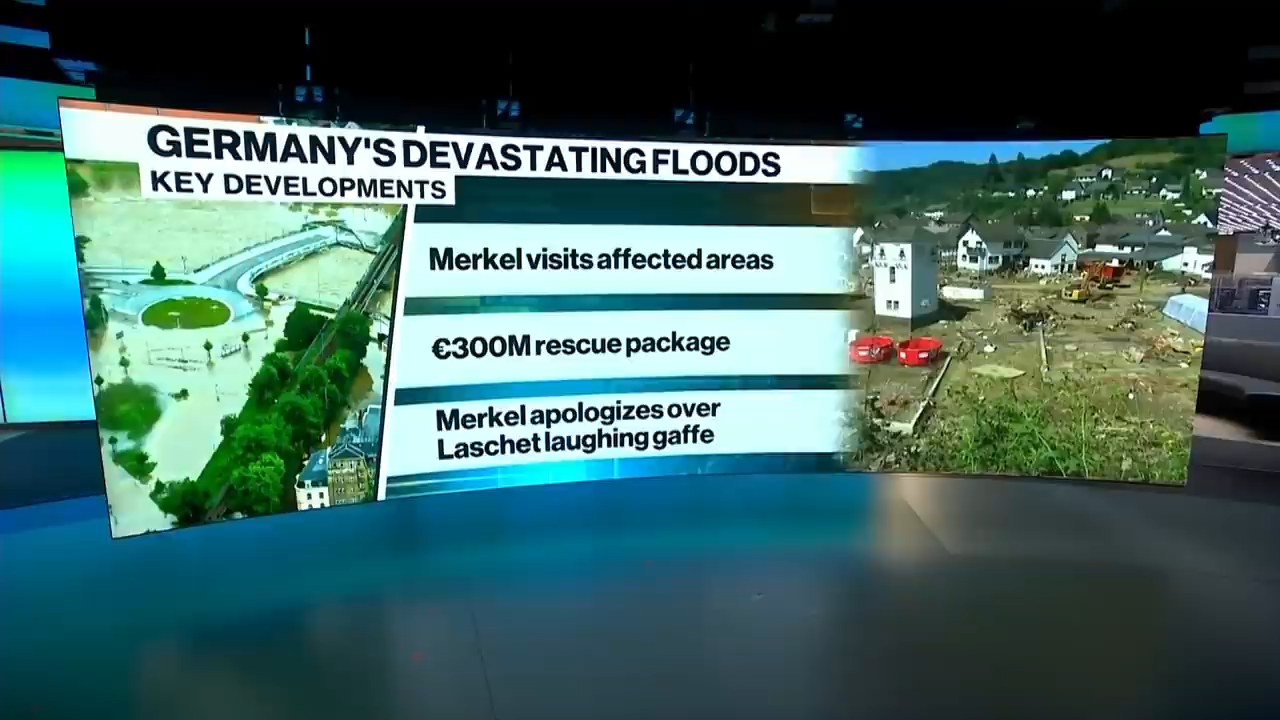 GERMANY'S DEVASTATING FLOODS
KEY DEVELOPMENTS
Merkel visits affected areas
€300M rescue package
Merkel apologizes over
Laschet laughing gaffe